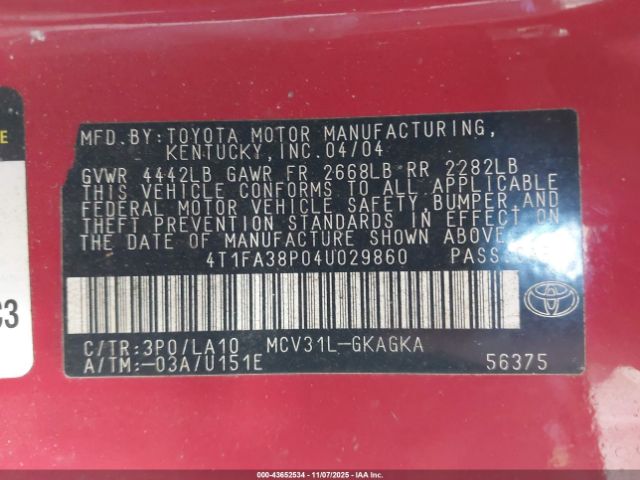 E
C3
MFD.BY:TOYOTA MOTOR MANUFACTURING,
KENTUCKY,INC.04/04
GVWR 4442LB GAWR FR 2668LB RR 2282LB
THIS VEHICLE CONFORMS TO ALL APPLICABLE
FEDERAL MOTOR VEHICLE SAFETY,BUMPER,AND
THEFT PREVENTION STANDARDS IN EFFECT ON
THE DATE OF MANUFACTURE SHOWN ABOVE.
4T1FA38P04U029860 PASS.
C/TR:3P0/LA10 MCV31L-GKAGKA
A/TM:-03A/U151E
56375
TOYOTA
000-43652534 - 11/07/2025 - IAA Inc.